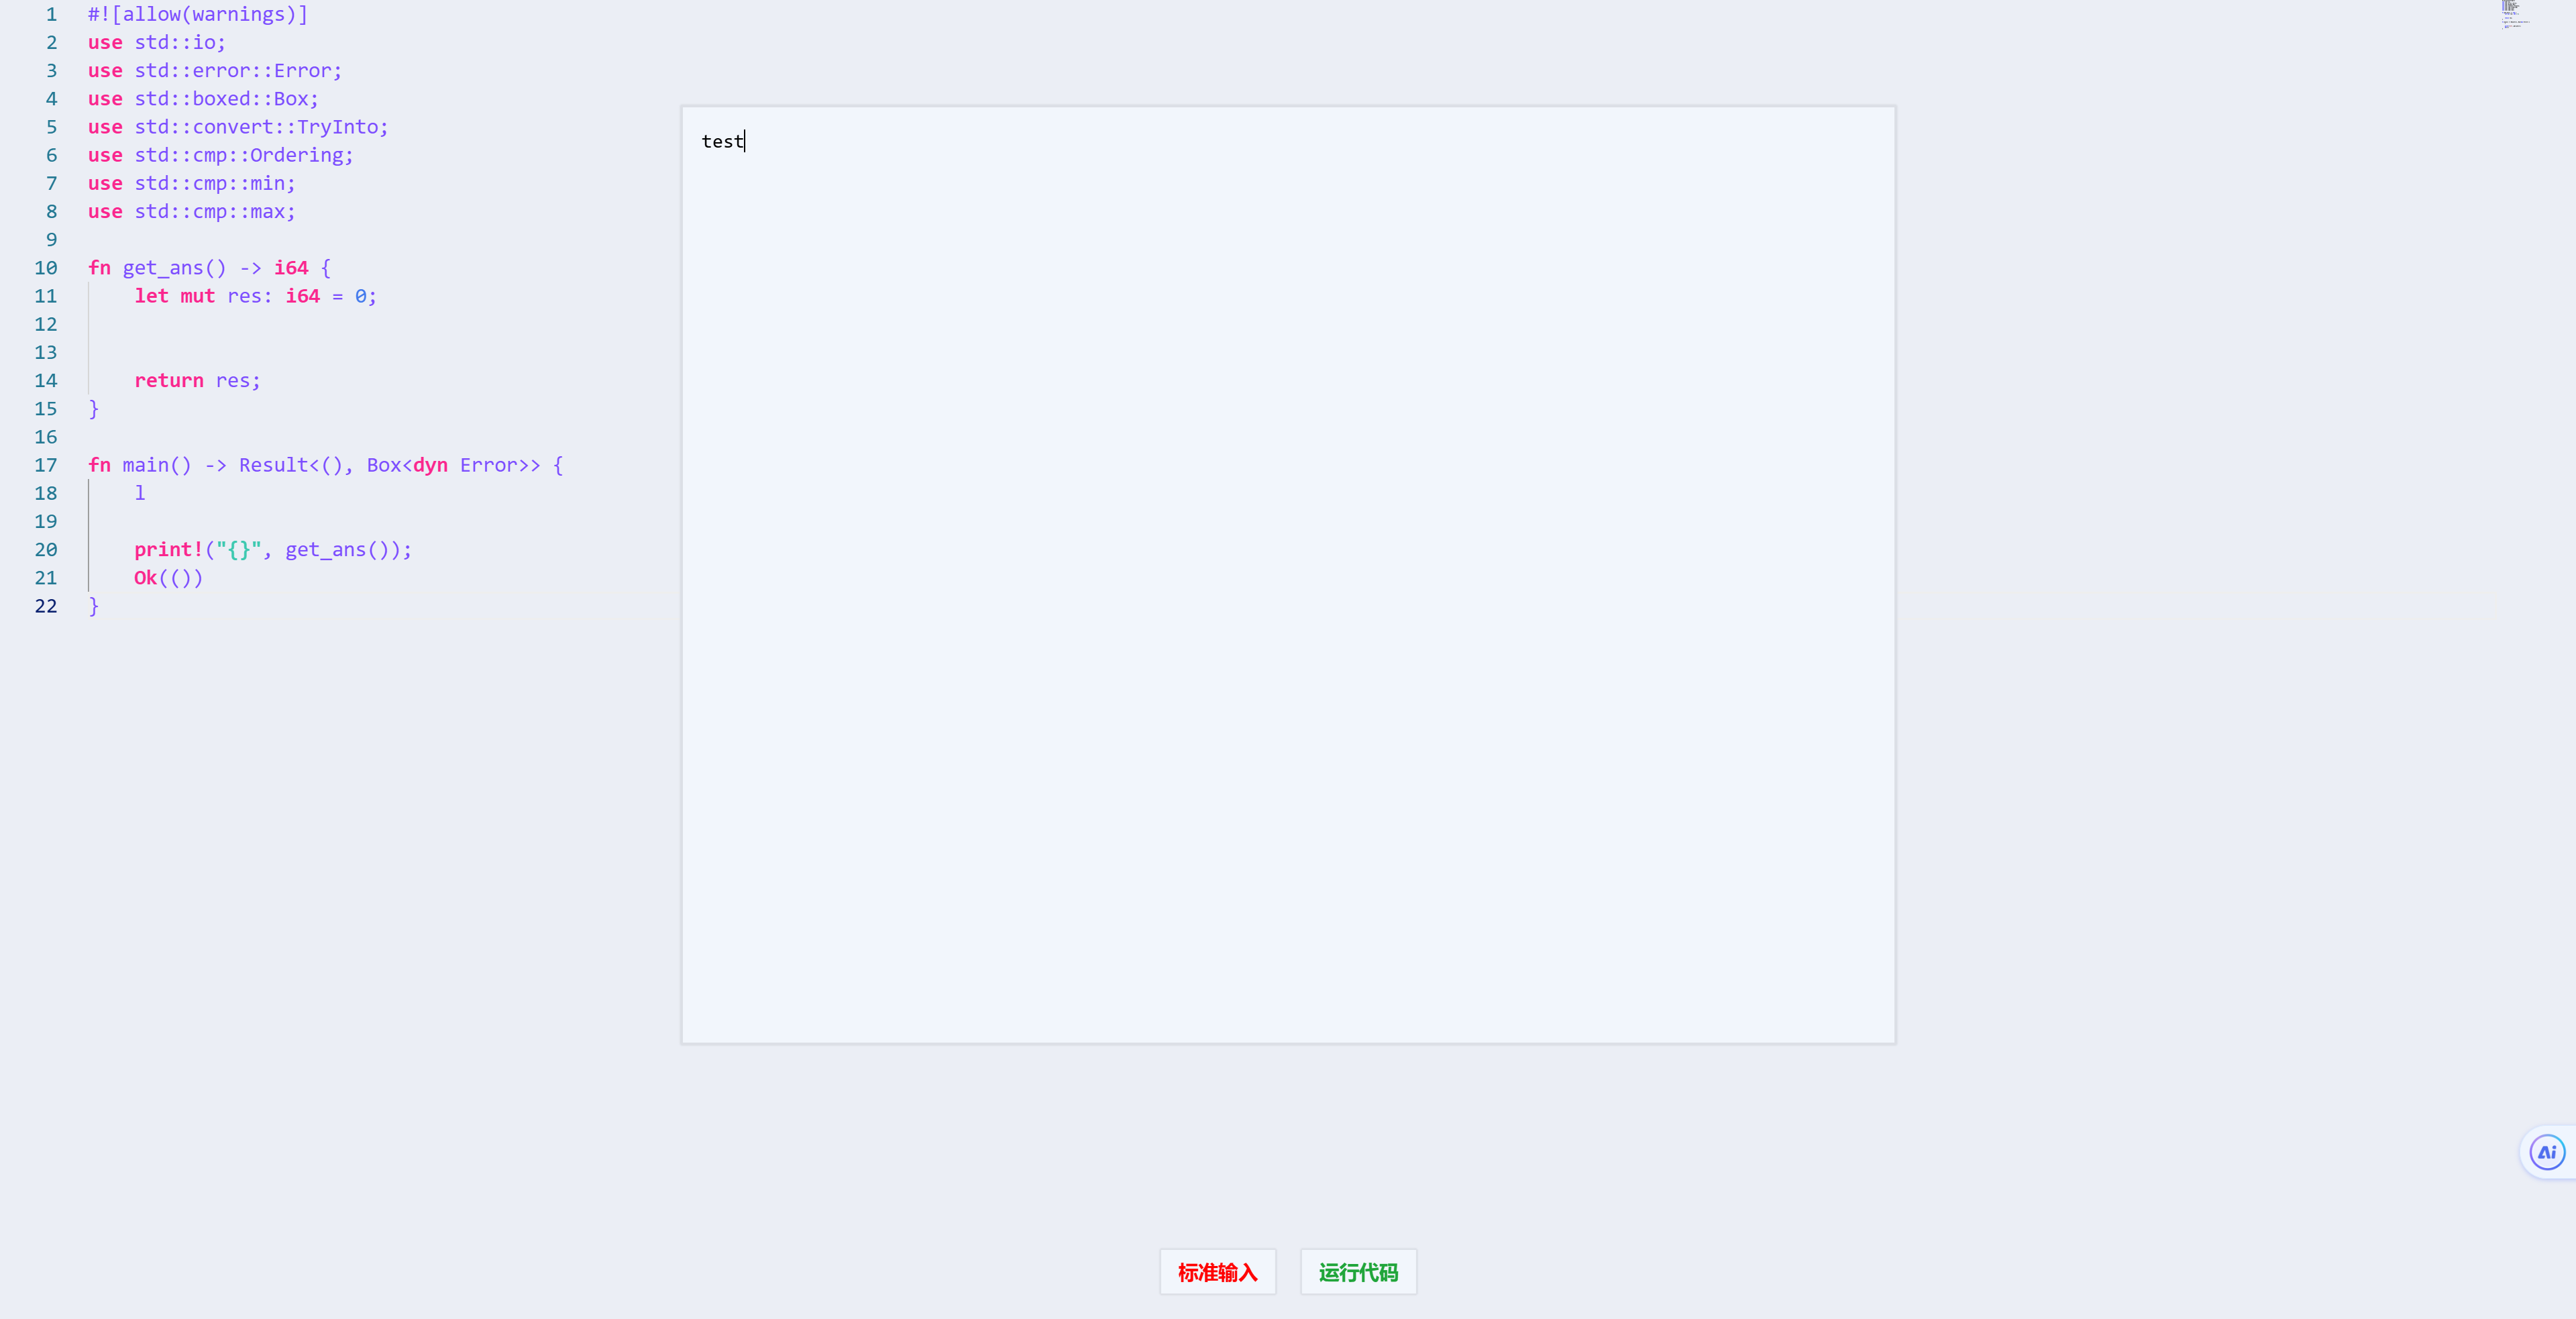 1 #![allow(warnings)]
2 use std::io;
3 use std::error::Error;
4 use std::boxed::Box;
5 use std::convert::TryInto;
6 use std::cmp::Ordering;
7 use std::cmp::min;
8 use std::cmp::max;
9
10 fn get_ans() -> i64 {
11     let mut res: i64 = 0;
12
13
14     return res;
15 }
16
17 fn main() -> Result<(), Box<dyn Error>> {
18     l
19
20     print!("{}", get_ans());
21     Ok(())
22 }
test
Ai
标准输入 运行代码